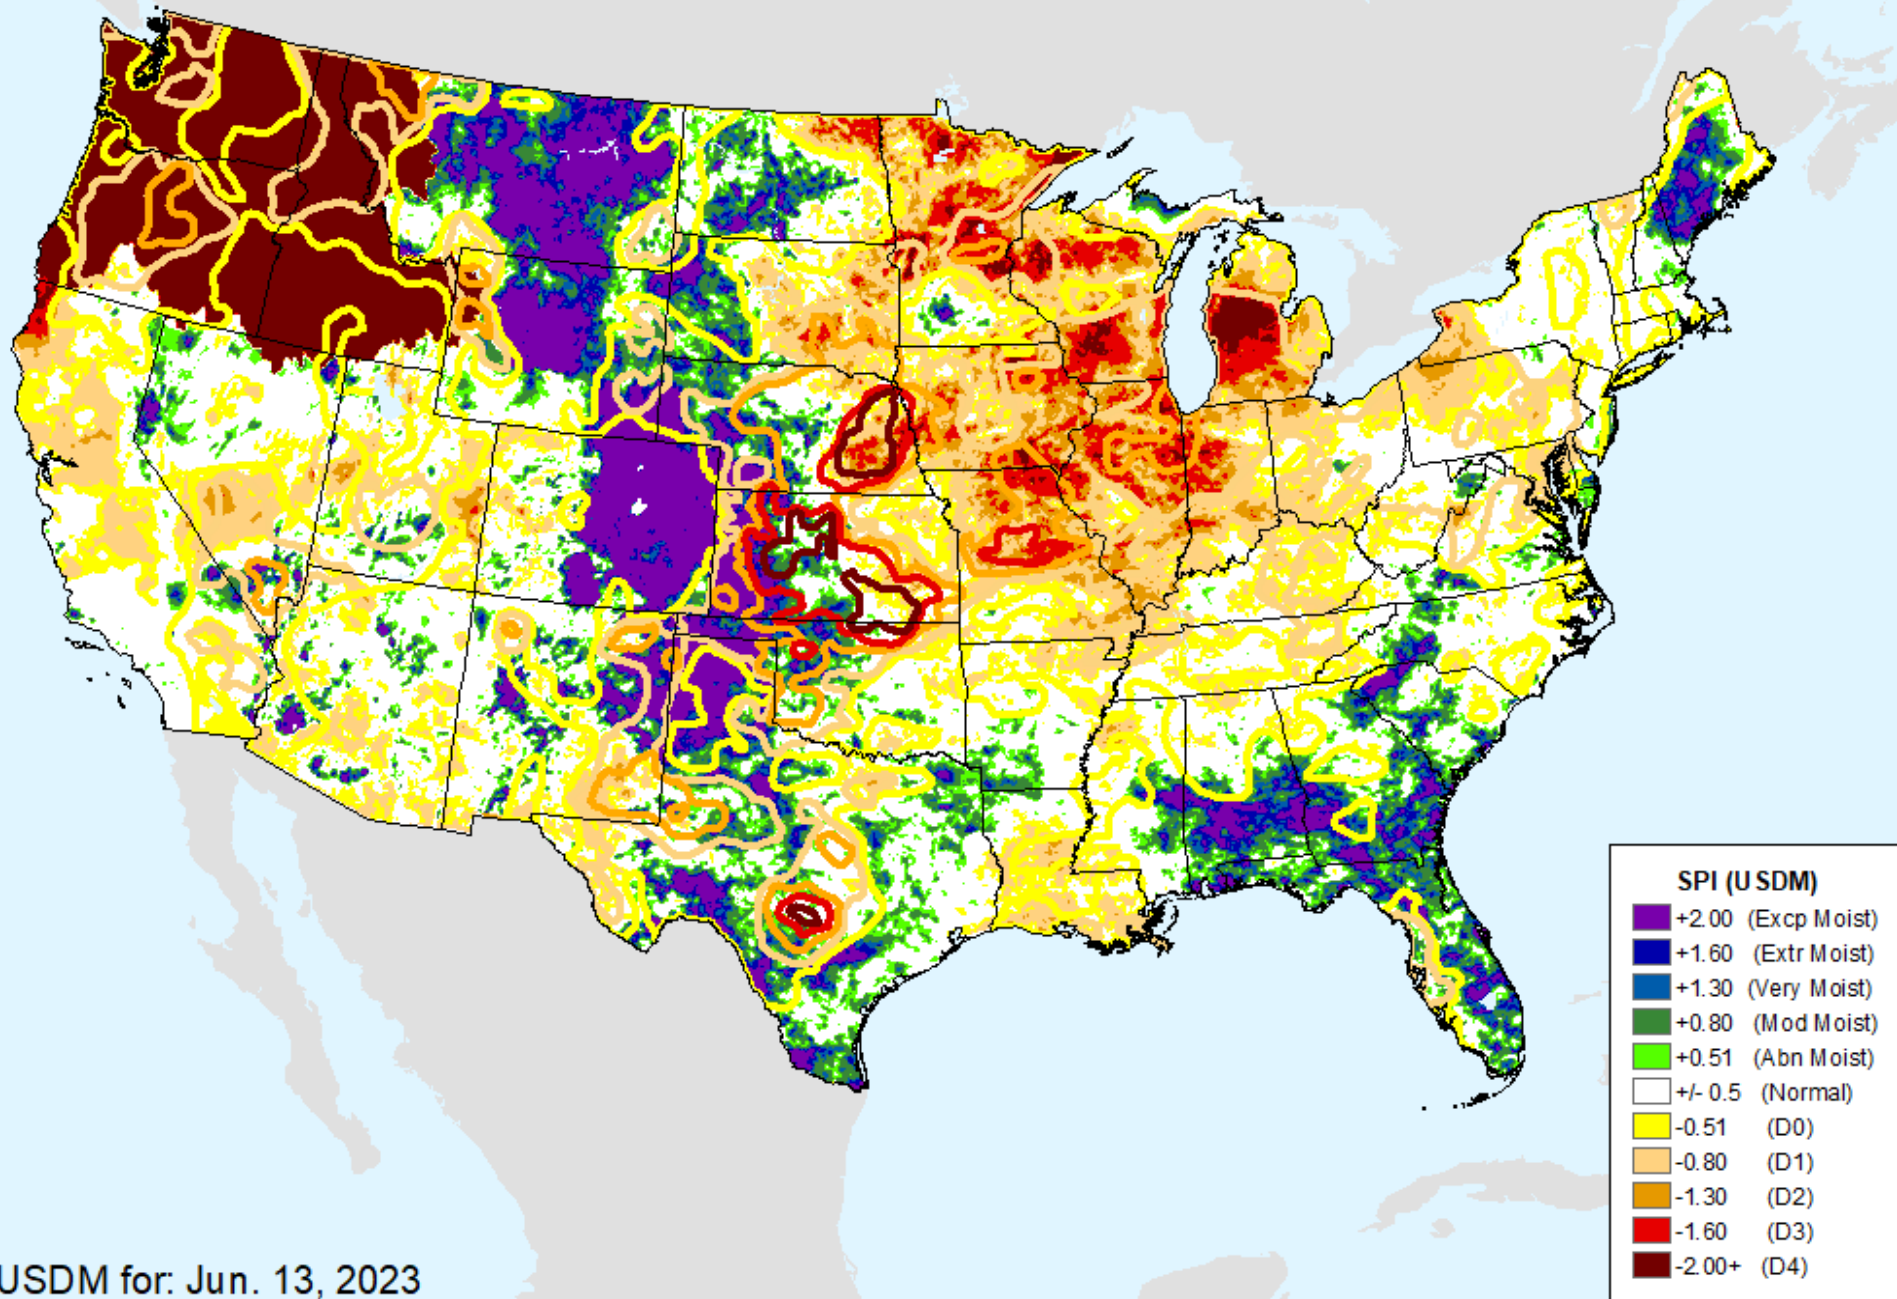 SPI (USDM)
+2.00 (Excp Moist)
+1.60 (Extr Moist)
+1.30 (Very Moist)
+0.80 (Mod Moist)
+0.51 (Abn Moist)
+/- 0.5 (Normal)
-0.51 (D0)
-0.80 (D1)
-1.30 (D2)
-1.60 (D3)
-2.00+ (D4)
USDM for: Jun. 13, 2023